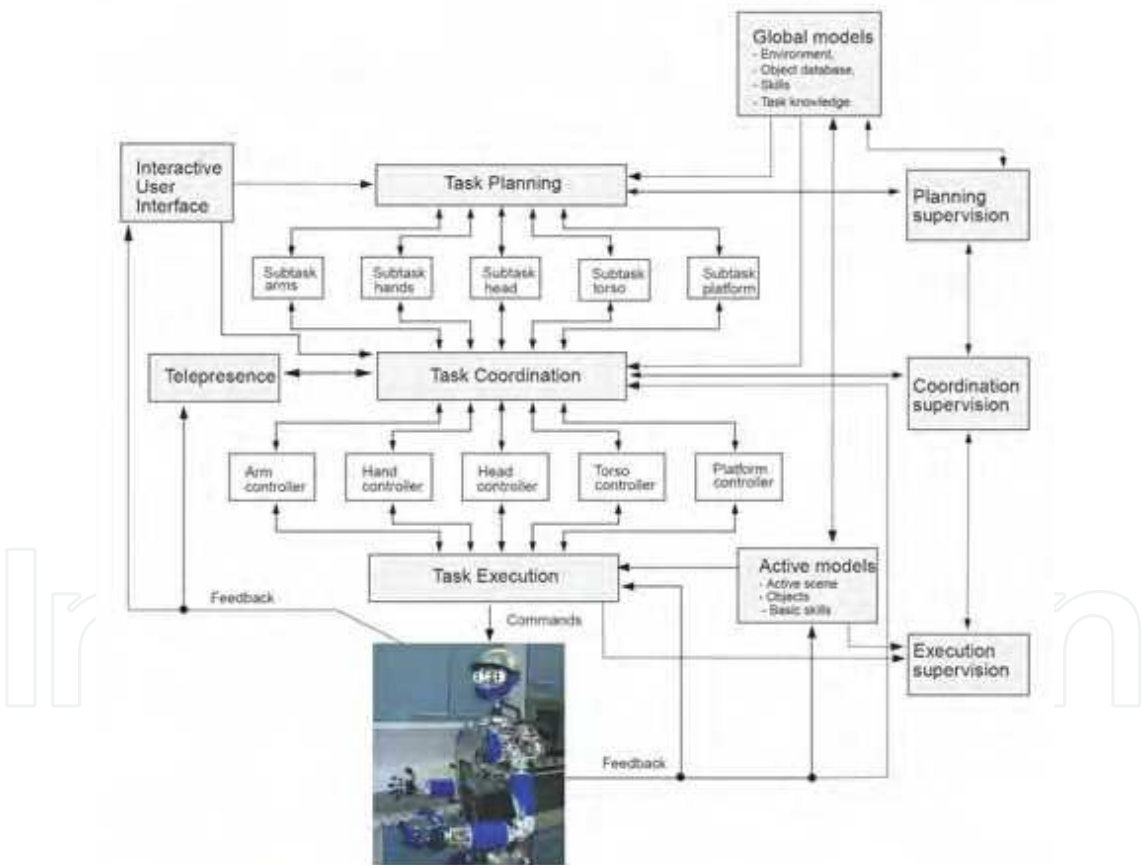 Global models
- Environment,
- Object database,
- Skills
- Task knowledge
Interactive
User
Interface
Task Planning
Planning
supervision
Subtask
arms
Subtask
hands
Subtask
head
Subtask
torso
Subtask
platform
Telepresence
Task Coordination
Coordination
supervision
Arm
controller
Hand
controller
Head
controller
Torso
controller
Platform
controller
Task Execution
Active models
- Active scene
- Objects
- Basic skills
Feedback
Commands
Execution
supervision
Feedback